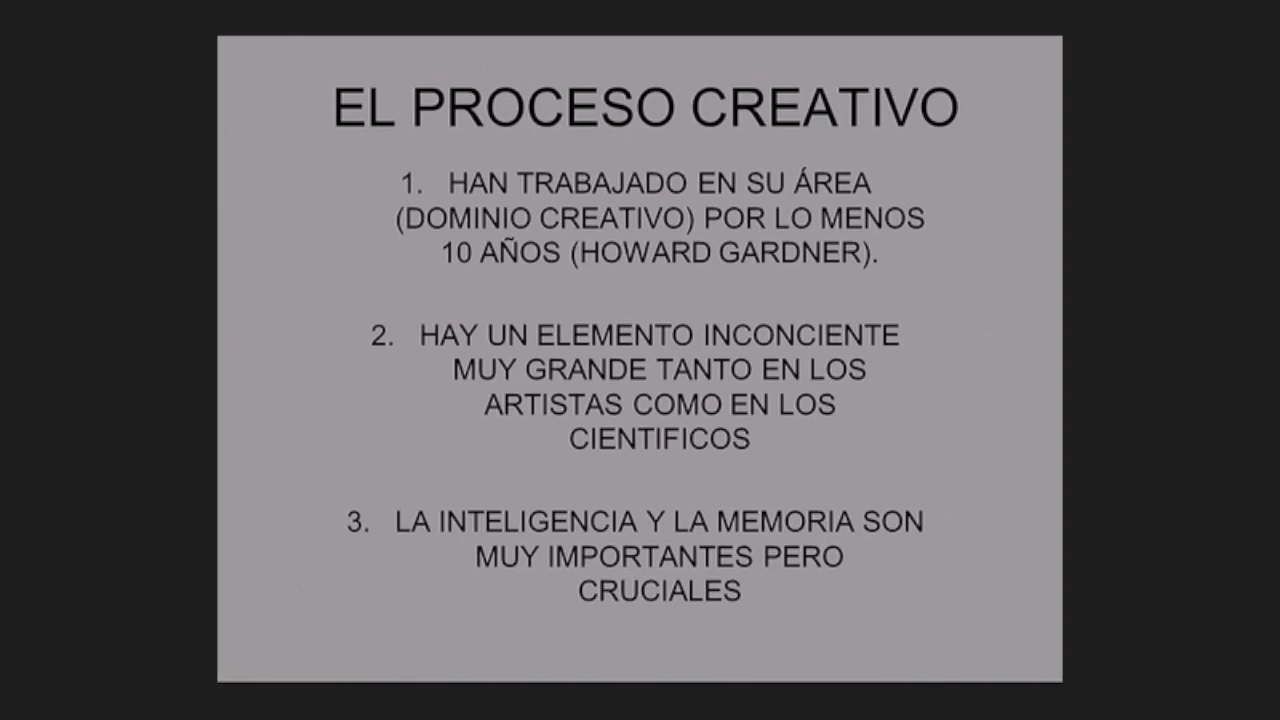 EL PROCESO CREATIVO
1. HAN TRABAJADO EN SU ÁREA
(DOMINIO CREATIVO) POR LO MENOS
10 AÑOS (HOWARD GARDNER).
2. HAY UN ELEMENTO INCONCIENTE
MUY GRANDE TANTO EN LOS
ARTISTAS COMO EN LOS
CIENTIFICOS
3. LA INTELIGENCIA Y LA MEMORIA SON
MUY IMPORTANTES PERO
CRUCIALES